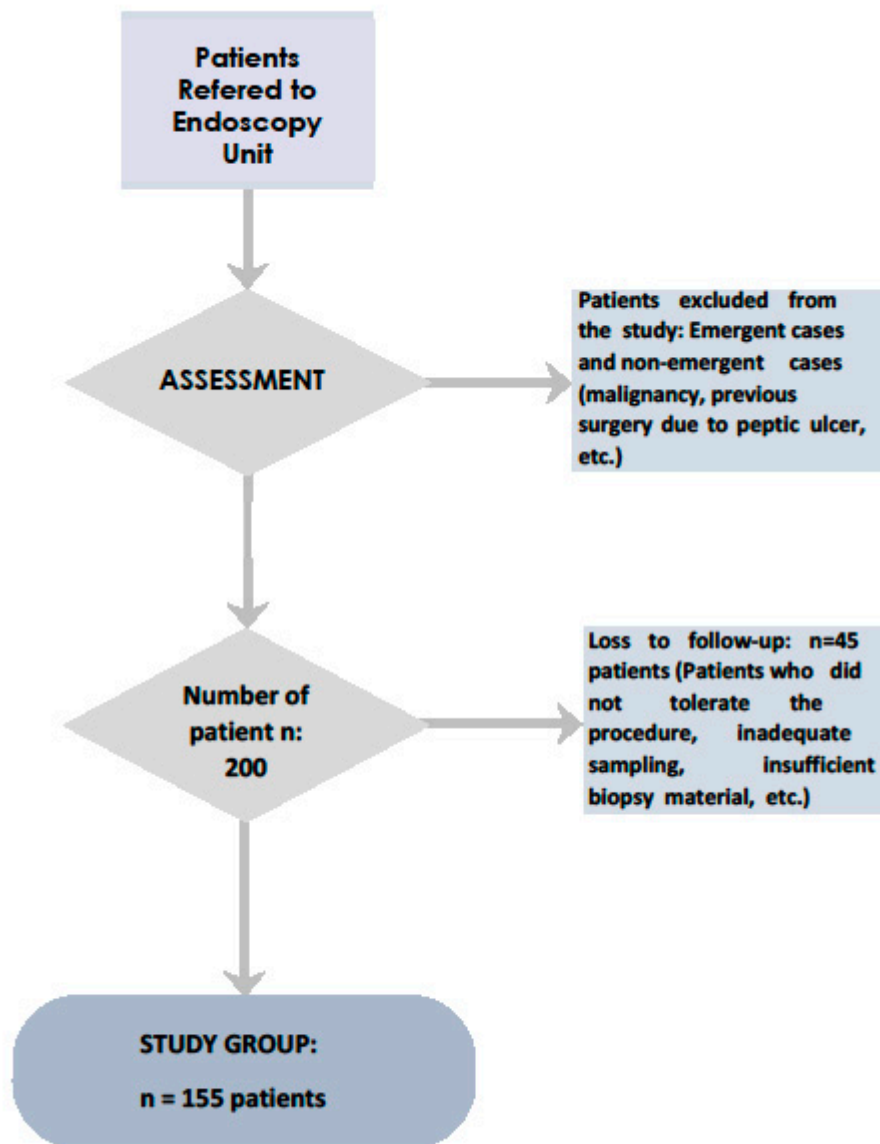 Patients
Refered to
Endoscopy
Unit
ASSESSMENT
Patients excluded from
the study: Emergent cases
and non-emergent cases
(malignancy, previous
surgery due to peptic ulcer,
etc.)
Number of
patient n:
200
Loss to follow-up: n=45
patients (Patients who did
not tolerate the
procedure, inadequate
sampling, insufficient
biopsy material, etc.)
STUDY GROUP:
n = 155 patients